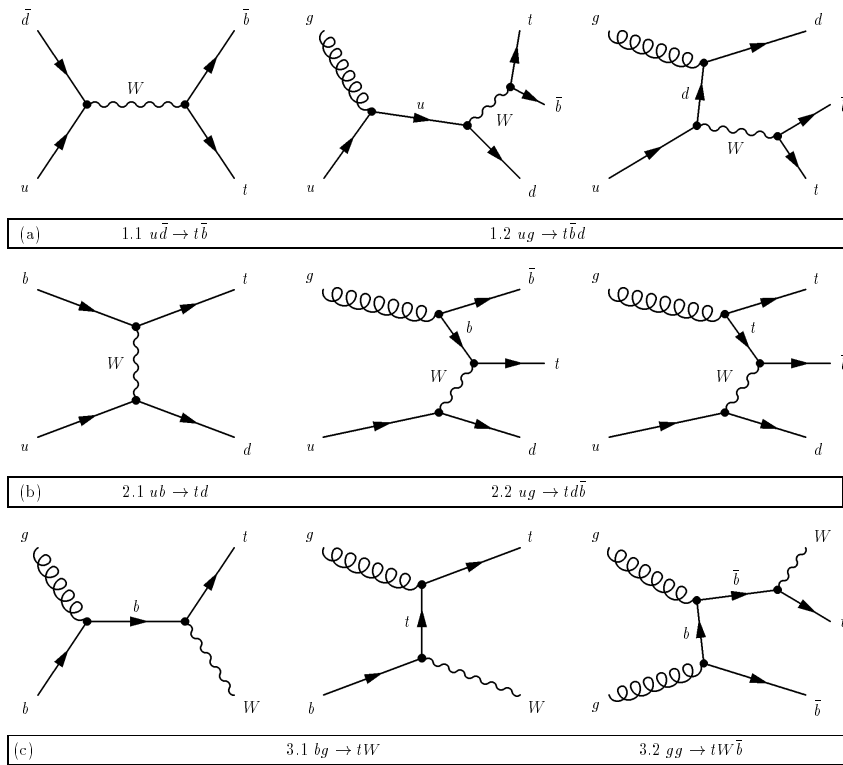 d̄ b̄ g t g d
W d
u b̄
W W
u t u d u t
(a) 1.1 ud̄ → tb̄ 1.2 ug → tb̄d
b t g b̄ g t
b t
W t
W W
u d u d u d
(b) 2.1 ub → td 2.2 ug → tdb̄
g t g t g W
b̄
b t
b
b W b W g b̄
(c) 3.1 bg → tW 3.2 gg → tWb̄